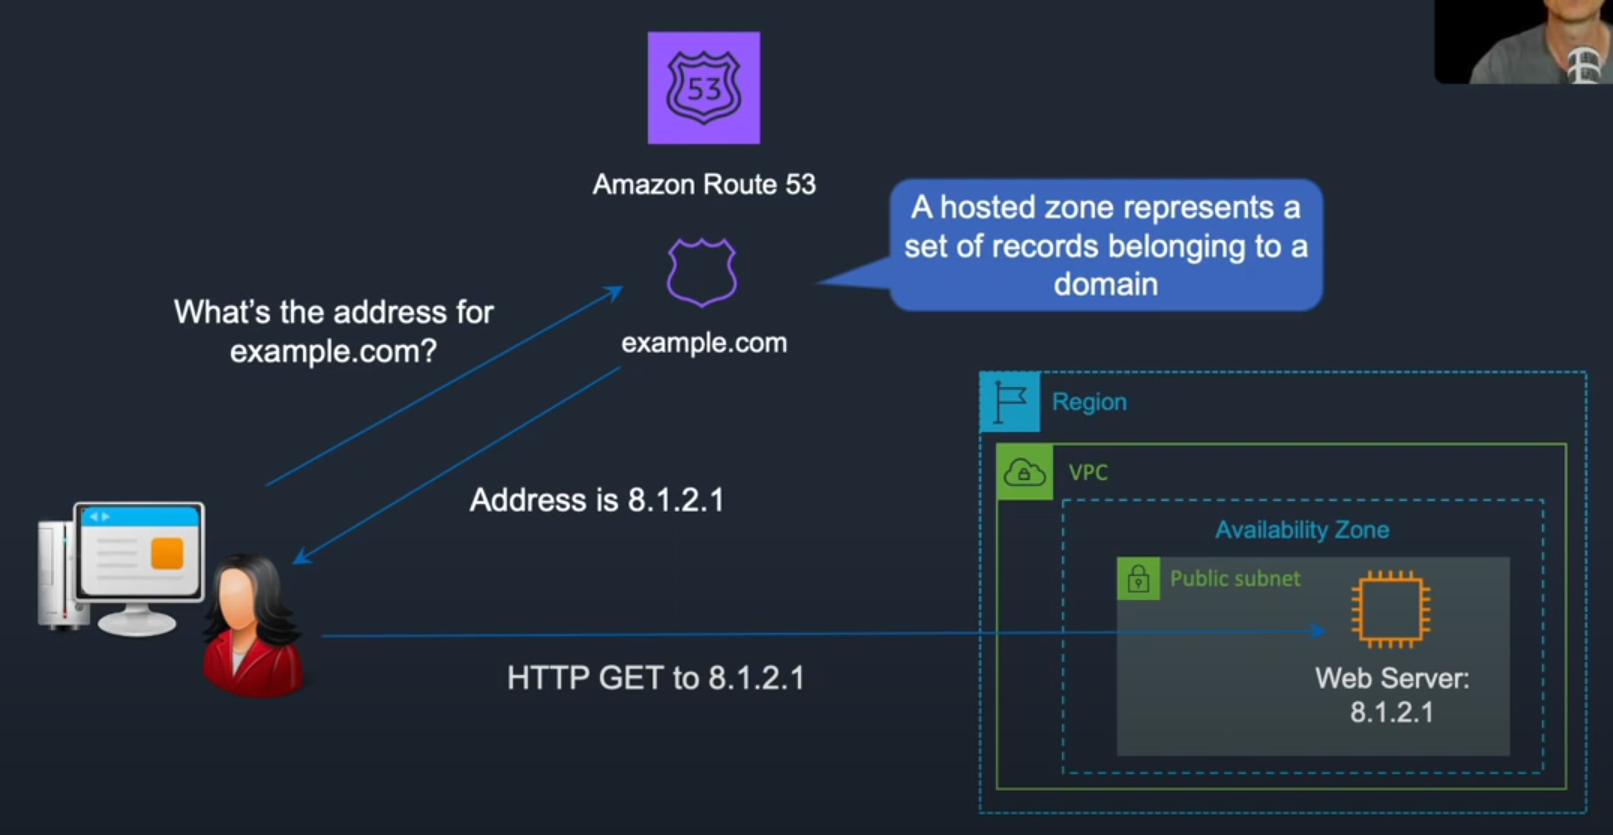 53
Amazon Route 53
A hosted zone represents a
set of records belonging to a
domain
What's the address for
example.com?
example.com
Address is 8.1.2.1
HTTP GET to 8.1.2.1
Region
VPC
Availability Zone
Public subnet
Web Server:
8.1.2.1